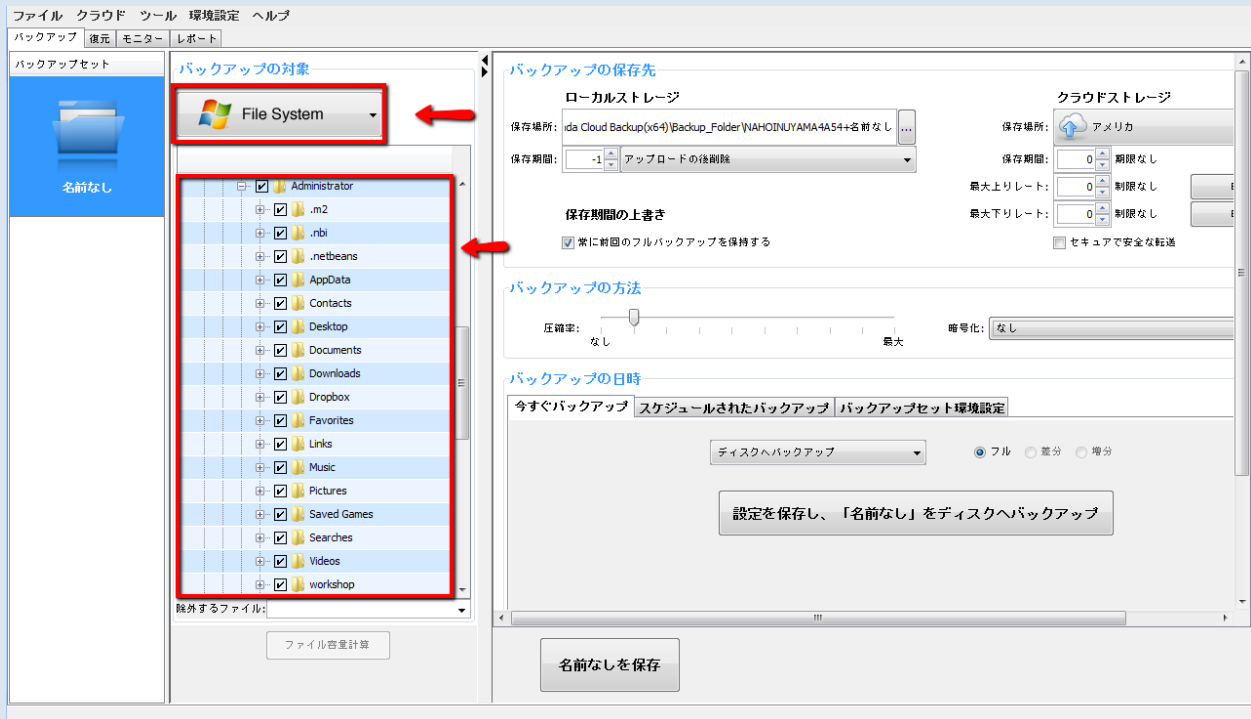 ファイル クラウド ツール 環境設定 ヘルプ
バックアップ 復元 モニター レポート
バックアップセット
名前なし
バックアップの対象
File System
Administrator
.m2
.nbi
.netbeans
AppData
Contacts
Desktop
Documents
Downloads
Dropbox
Favorites
Links
Music
Pictures
Saved Games
Searches
Videos
workshop
除外するファイル:
ファイル容量計算
バックアップの保存先
ローカルストレージ
保存場所: Cloud Backup(x64)\Backup_Folder\NAHOINUYAMA4A54+名前なし ...
保存期間: -1 アップロードの後削除
保存期間の上書き
常に前回のフルバックアップを保持する
クラウドストレージ
保存場所: アメリカ
保存期間: 0 期限なし
最大上りレート: 0 制限なし
最大下りレート: 0 制限なし
セキュアで安全な転送
バックアップの方法
圧縮率:
なし 最大
暗号化: なし
バックアップの日時
今すぐバックアップ スケジュールされたバックアップ バックアップセット環境設定
ディスクへバックアップ フル 差分 増分
設定を保存し、「名前なし」をディスクへバックアップ
名前なしを保存